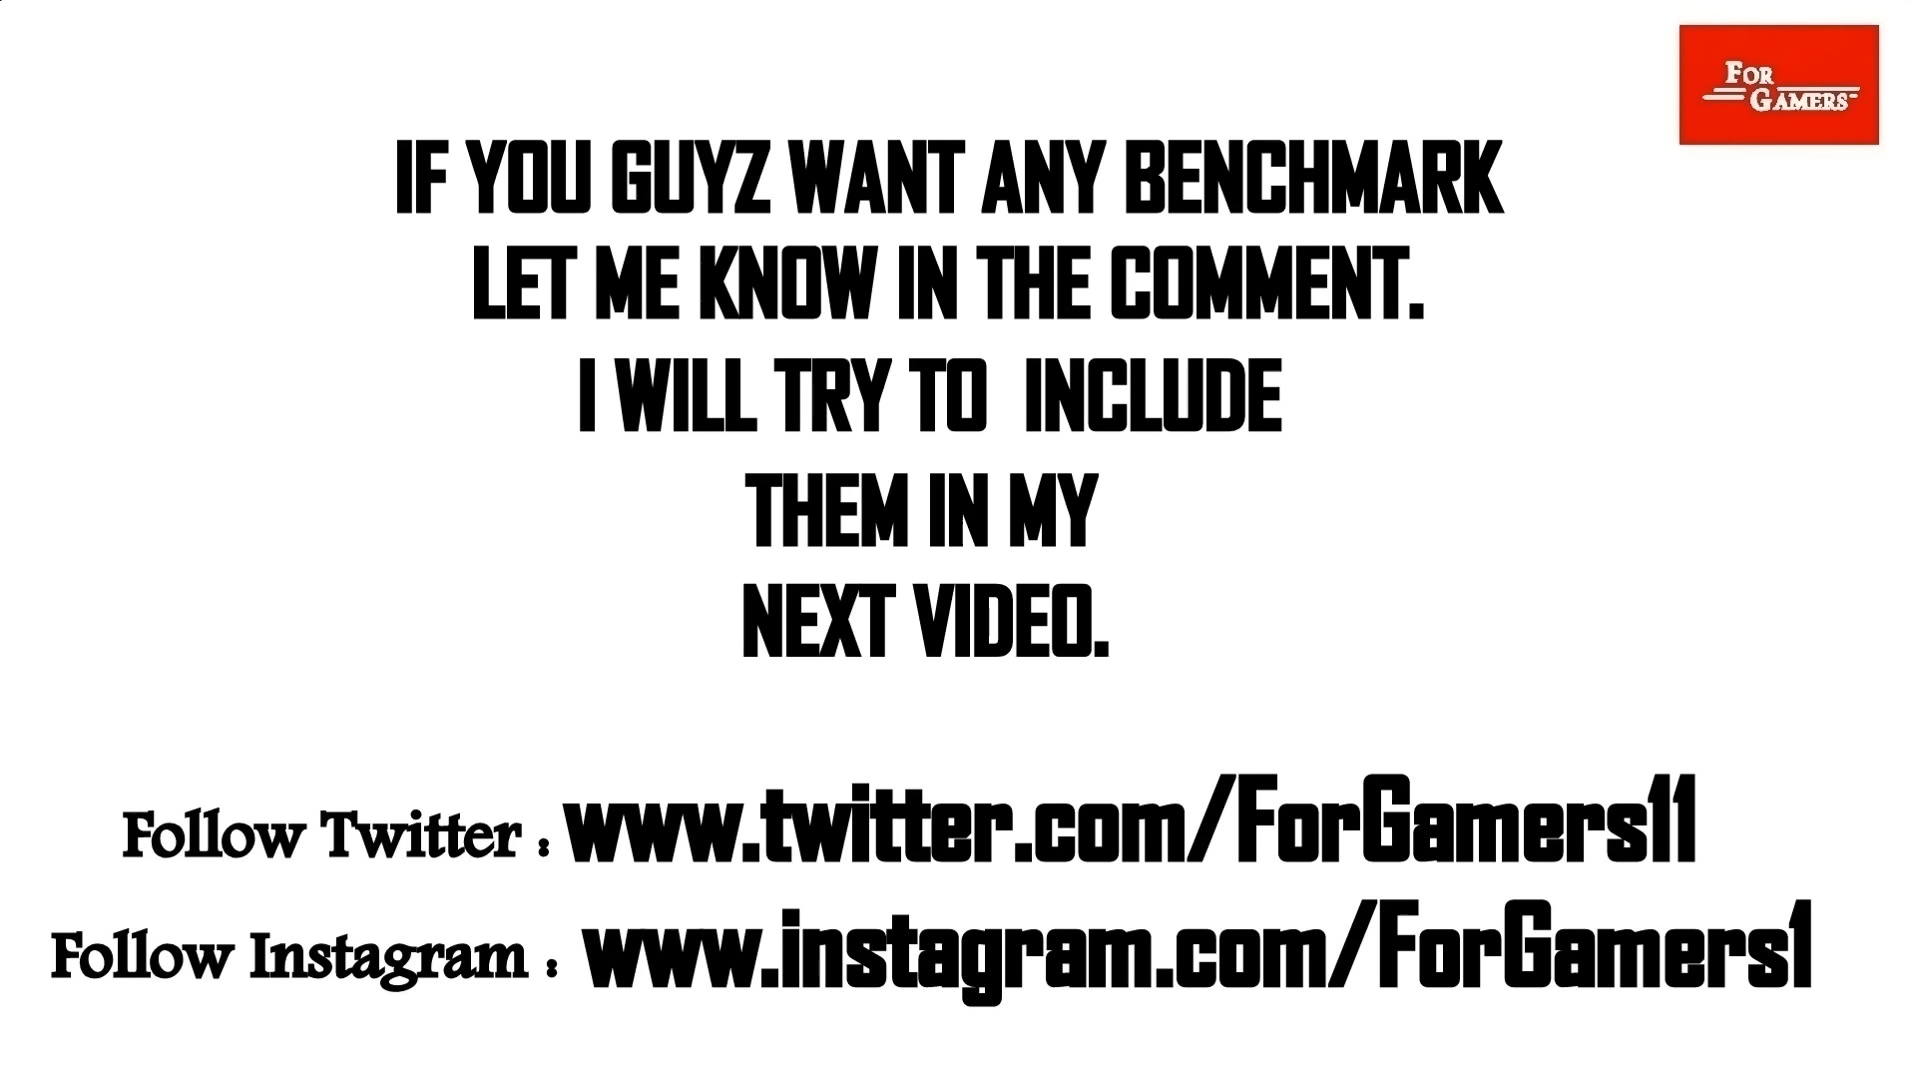 FOR
GAMERS
IF YOU GUYZ WANT ANY BENCHMARK
LET ME KNOW IN THE COMMENT.
I WILL TRY TO INCLUDE
THEM IN MY
NEXT VIDEO.
Follow Twitter : www.twitter.com/ForGamers11
Follow Instagram : www.instagram.com/ForGamers1